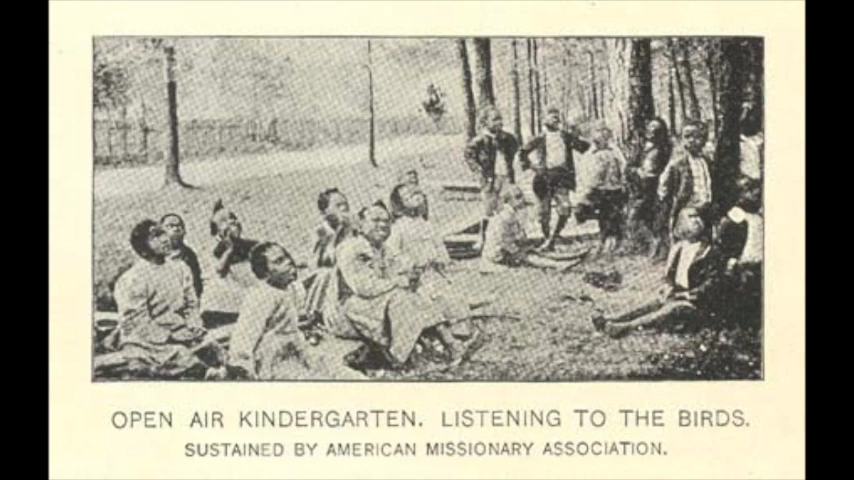 OPEN AIR KINDERGARTEN. LISTENING TO THE BIRDS.
SUSTAINED BY AMERICAN MISSIONARY ASSOCIATION.